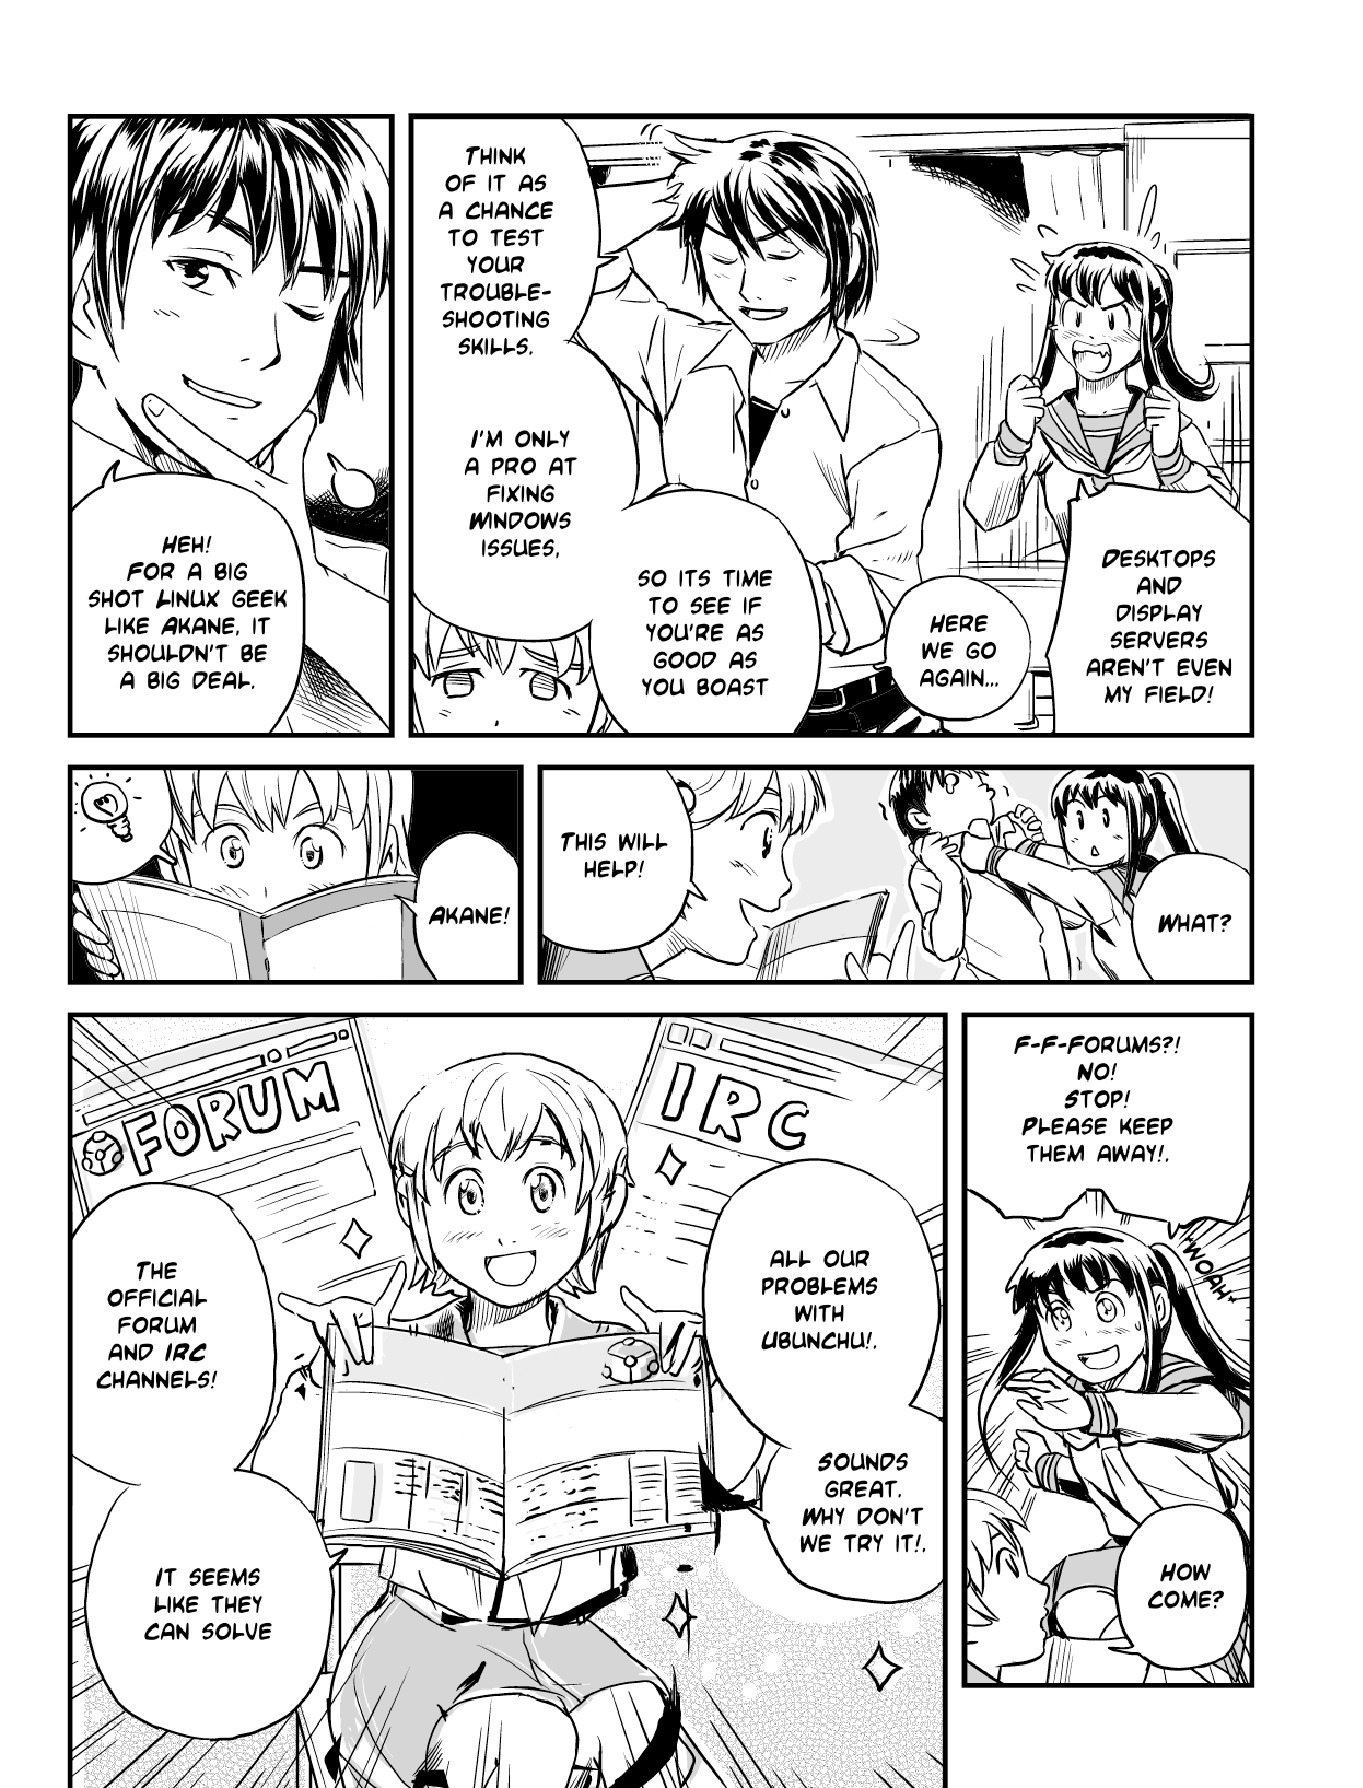 HEH!
FOR A BIG
SHOT LINUX GEEK
LIKE AKANE, IT
SHOULDN'T BE
A BIG DEAL.
THINK
OF IT AS
A CHANCE
TO TEST
YOUR
TROUBLE-
SHOOTING
SKILLS.
I'M ONLY
A PRO AT
FIXING
WINDOWS
ISSUES,
SO ITS TIME
TO SEE IF
YOU'RE AS
GOOD AS
YOU BOAST
HERE
WE GO
AGAIN...
DESKTOPS
AND
DISPLAY
SERVERS
AREN'T EVEN
MY FIELD!
AKANE!
THIS WILL
HELP!
WHAT?
FORUM
IRC
THE
OFFICIAL
FORUM
AND IRC
CHANNELS!
IT SEEMS
LIKE THEY
CAN SOLVE
ALL OUR
PROBLEMS
WITH
UBUNCHU!.
SOUNDS
GREAT.
WHY DON'T
WE TRY IT!.
F-F-FORUMS?!
NO!
STOP!
PLEASE KEEP
THEM AWAY!.
WOAH
HOW
COME?